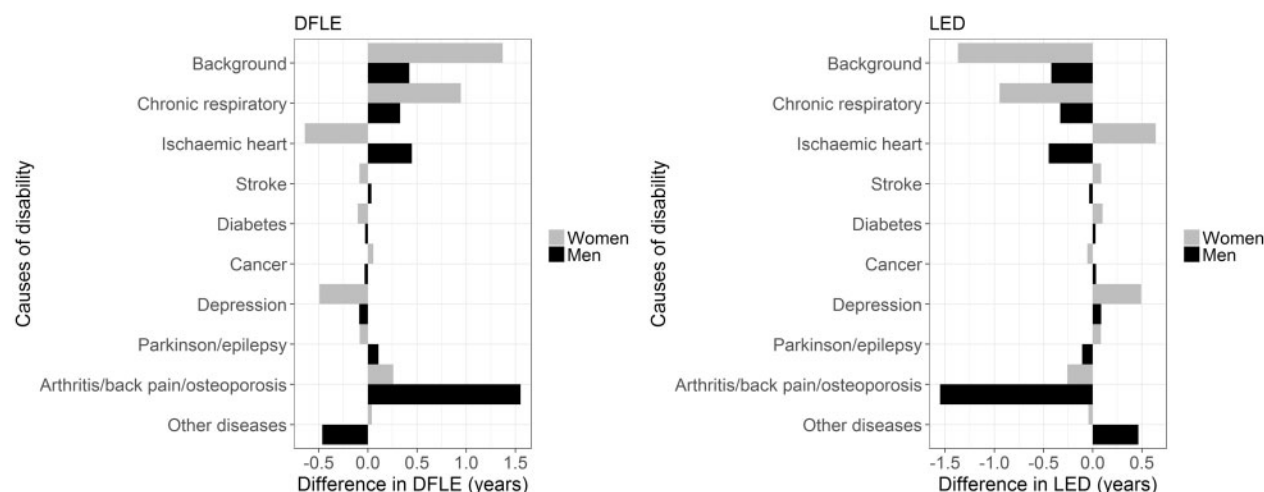 DFLE
Causes of disability
Background
Chronic respiratory
Ischaemic heart
Stroke
Diabetes
Cancer
Depression
Parkinson/epilepsy
Arthritis/back pain/osteoporosis
Other diseases
-0.5 0.0 0.5 1.0 1.5
Difference in DFLE (years)
Women
Men
LED
Causes of disability
Background
Chronic respiratory
Ischaemic heart
Stroke
Diabetes
Cancer
Depression
Parkinson/epilepsy
Arthritis/back pain/osteoporosis
Other diseases
-1.5 -1.0 -0.5 0.0 0.5
Difference in LED (years)
Women
Men